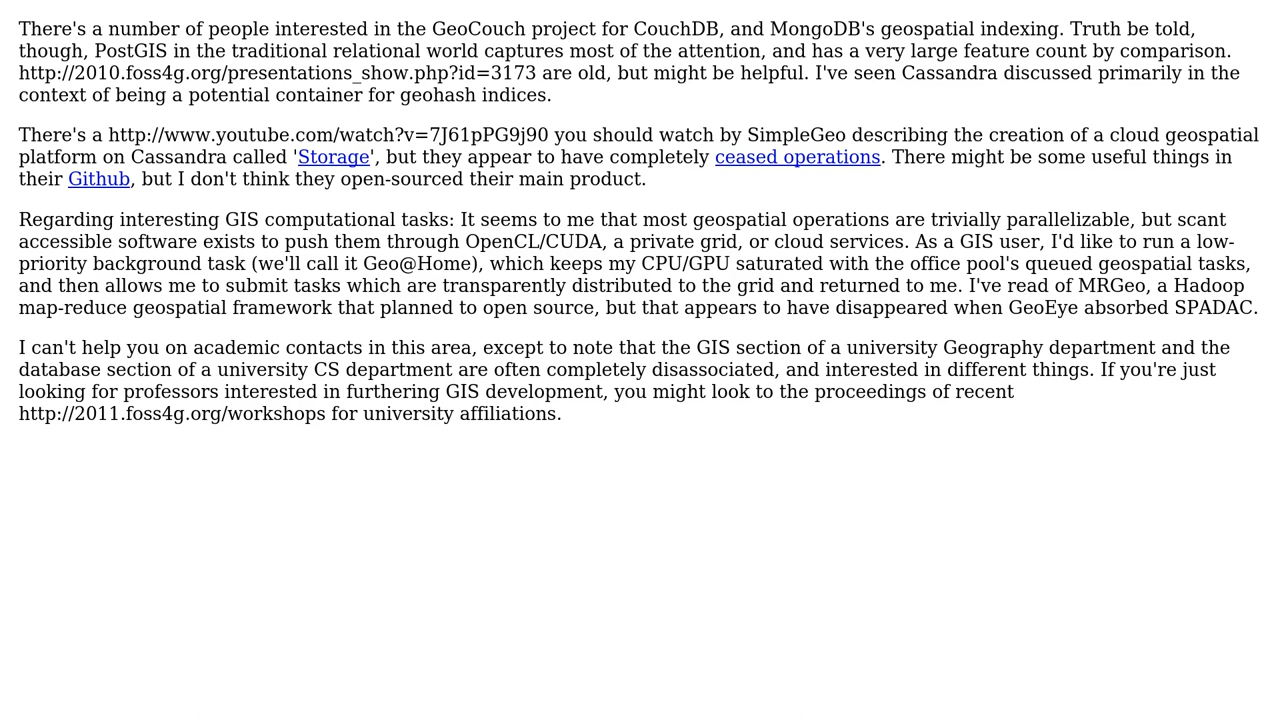 There's a number of people interested in the GeoCouch project for CouchDB, and MongoDB's geospatial indexing. Truth be told,
though, PostGIS in the traditional relational world captures most of the attention, and has a very large feature count by comparison.
http://2010.foss4g.org/presentations_show.php?id=3173 are old, but might be helpful. I've seen Cassandra discussed primarily in the
context of being a potential container for geohash indices.
There's a http://www.youtube.com/watch?v=7J61pPG9j90 you should watch by SimpleGeo describing the creation of a cloud geospatial
platform on Cassandra called 'Storage', but they appear to have completely ceased operations. There might be some useful things in
their Github, but I don't think they open-sourced their main product.
Regarding interesting GIS computational tasks: It seems to me that most geospatial operations are trivially parallelizable, but scant
accessible software exists to push them through OpenCL/CUDA, a private grid, or cloud services. As a GIS user, I'd like to run a low-
priority background task (we'll call it Geo@Home), which keeps my CPU/GPU saturated with the office pool's queued geospatial tasks,
and then allows me to submit tasks which are transparently distributed to the grid and returned to me. I've read of MRGeo, a Hadoop
map-reduce geospatial framework that planned to open source, but that appears to have disappeared when GeoEye absorbed SPADAC.
I can't help you on academic contacts in this area, except to note that the GIS section of a university Geography department and the
database section of a university CS department are often completely disassociated, and interested in different things. If you're just
looking for professors interested in furthering GIS development, you might look to the proceedings of recent
http://2011.foss4g.org/workshops for university affiliations.